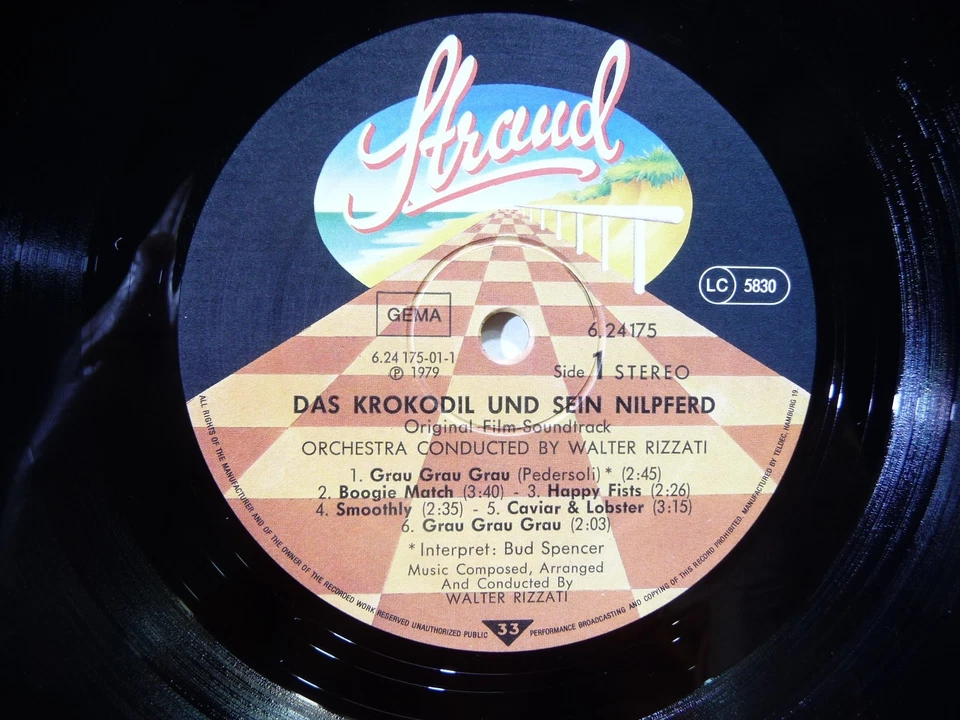 Strand
LC 5830
GEMA
6.24175
6.24 175-01-1
Ⓟ 1979
Side 1 STEREO
DAS KROKODIL UND SEIN NILPFERD
Original Film-Soundtrack
ORCHESTRA CONDUCTED BY WALTER RIZZATI
1. Grau Grau Grau (Pedersoli)* (2:45)
2. Boogie Match (3:40) - 3. Happy Fists (2:26)
4. Smoothly (2:35) - 5. Caviar & Lobster (3:15)
6. Grau Grau Grau (2:03)
* Interpret: Bud Spencer
Music Composed, Arranged
And Conducted By
WALTER RIZZATI
33
ALL RIGHTS OF THE MANUFACTURER AND OF THE OWNER OF THE RECORDED WORK RESERVED UNAUTHORIZED PUBLIC PERFORMANCE BROADCASTING AND COPYING OF THIS RECORD PROHIBITED. MANUFACTURED BY TELDEC, HAMBURG 19